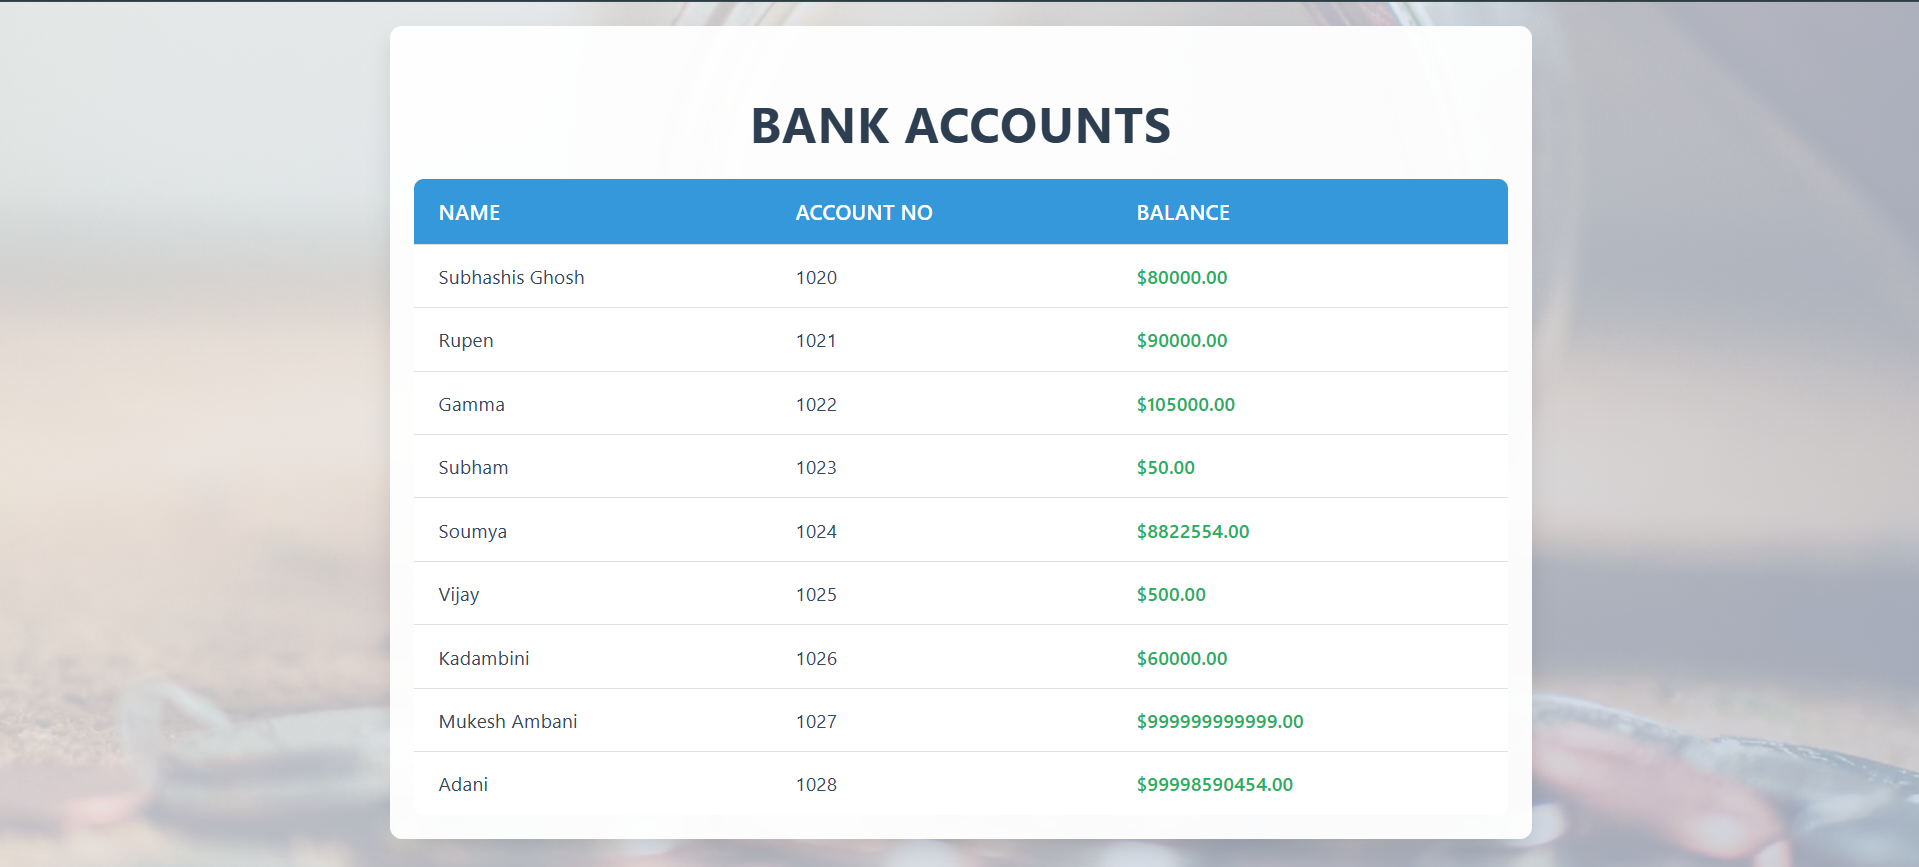 BANK ACCOUNTS
NAME ACCOUNT NO BALANCE
Subhashis Ghosh 1020 $80000.00
Rupen 1021 $90000.00
Gamma 1022 $105000.00
Subham 1023 $50.00
Soumya 1024 $8822554.00
Vijay 1025 $500.00
Kadambini 1026 $60000.00
Mukesh Ambani 1027 $999999999999.00
Adani 1028 $99998590454.00